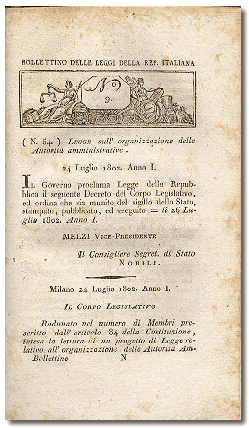 BOLLETTINO DELLE LEGGI DELLA REP. ITALIANA
N.º
9.
( N. 54. ) LEGGE sull' organizzazione delle
Autorità amministrative.
24 Luglio 1802. Anno I.
IL Governo proclama Legge della Repub-
blica il seguente Decreto del Corpo Legislativo,
ed ordina che sia munito del sigillo dello Stato,
stampato, pubblicato, ed eseguito = li 26 Lu-
glio 1802. Anno I.
MELZI VICE-PRESIDENTE
Il Consigliere Segret. di Stato
NOBILI.
Milano 24 Luglio 1802. Anno I.
IL CORPO LEGISLATIVO
Radunato nel numero di Membri pre-
scritto dall' articolo 84 della Costituzione,
intesa la lettura di un progetto di Legge re-
lativo all' organizzazione delle Autorità Am-
Bollettino N